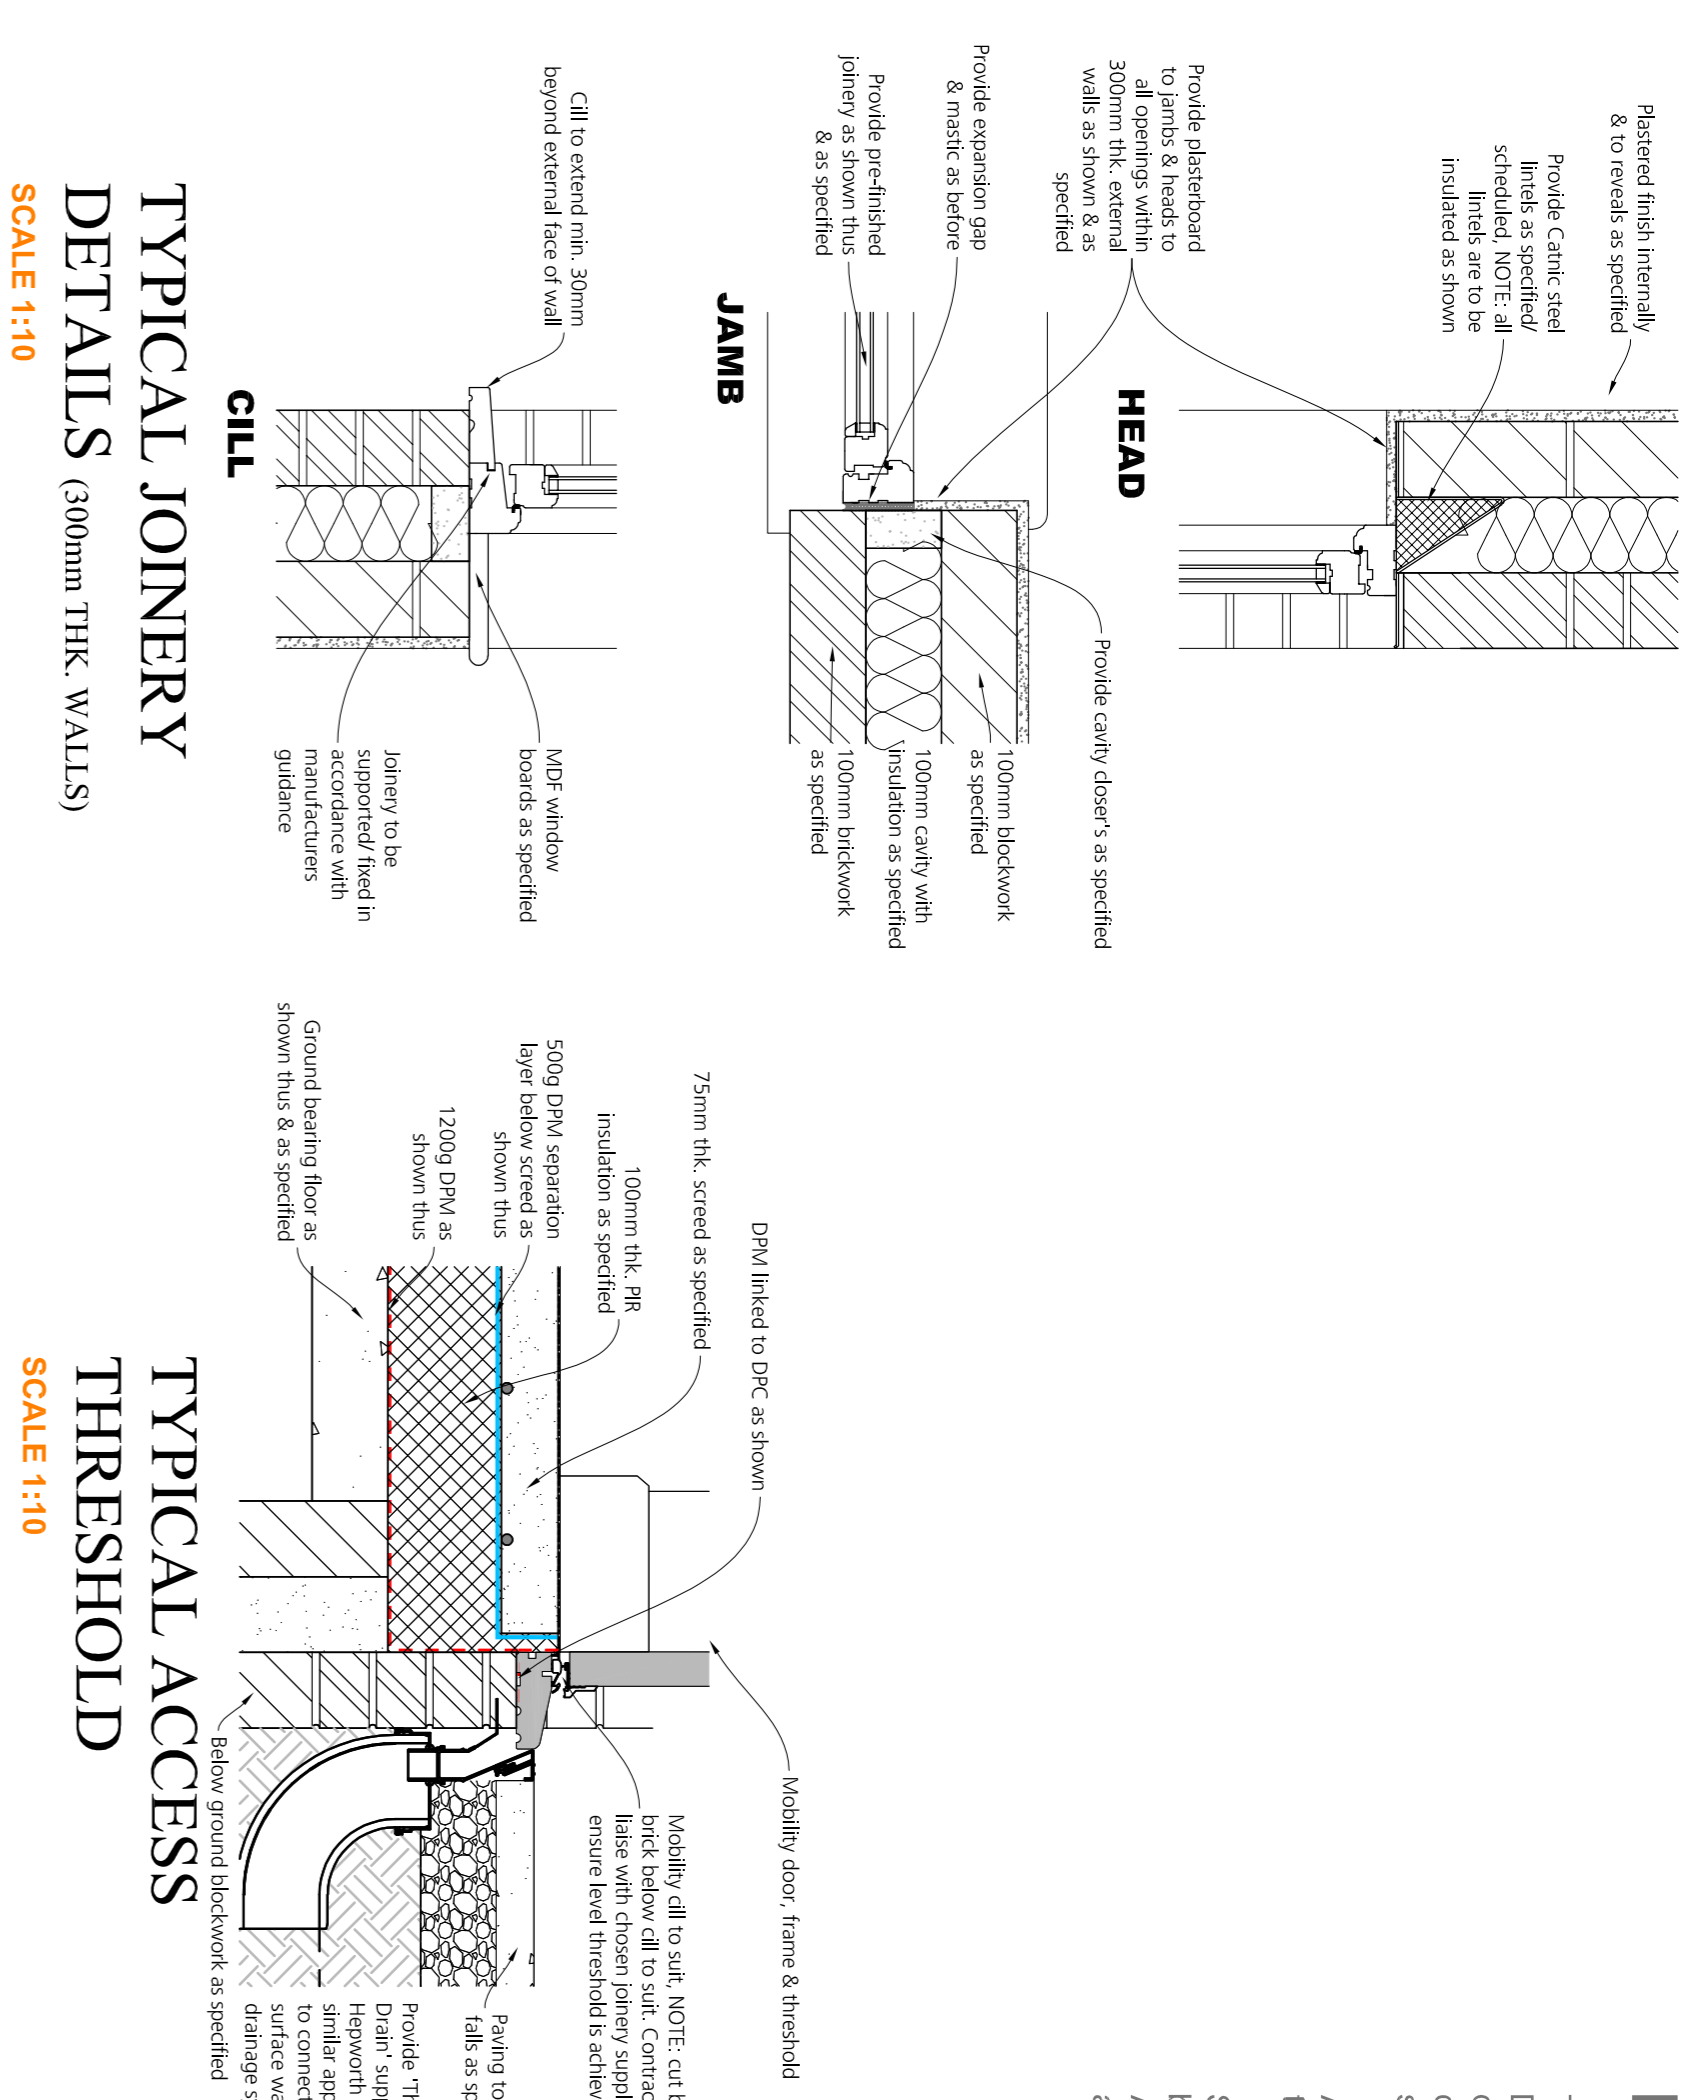 Plastered finish internally
& to reveals as specified
Provide Catnic steel
lintels as specified/
scheduled, NOTE: all
lintels are to be
insulated as shown
HEAD
Provide plasterboard
to jambs & heads to
all openings within
300mm thk. external
walls as shown & as
specified
Provide expansion gap
& mastic as before
Provide pre-finished
joinery as shown thus
& as specified
Provide cavity closer's as specified
100mm blockwork
as specified
100mm cavity with
insulation as specified
100mm brickwork
as specified
JAMB
Cill to extend min. 30mm
beyond external face of wall
MDF window
boards as specified
Joinery to be
supported/ fixed in
accordance with
manufacturers
guidance
CILL
TYPICAL JOINERY
DETAILS (300mm THK. WALLS)
SCALE 1:10
DPM linked to DPC as shown
75mm thk. screed as specified
100mm thk. PIR
insulation as specified
500g DPM separation
layer below screed as
shown thus
1200g DPM as
shown thus
Ground bearing floor as
shown thus & as specified
Mobility door, frame & threshold
Mobility cill to suit, NOTE: cut
brick below cill to suit.
liaise with chosen joinery
ensure level threshold is
Paving to
falls as
Provide
Drain'
Hepworth
similar
to connect
surface
drainage
Below ground blockwork as specified
TYPICAL ACCESS
THRESHOLD
SCALE 1:10